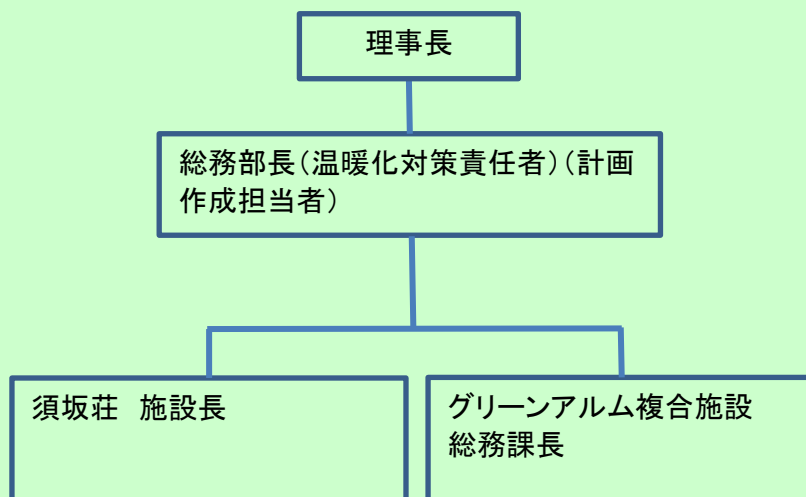 理事長
総務部長（温暖化対策責任者）（計画
作成担当者）
須坂荘　施設長
グリーンアルム複合施設
総務課長